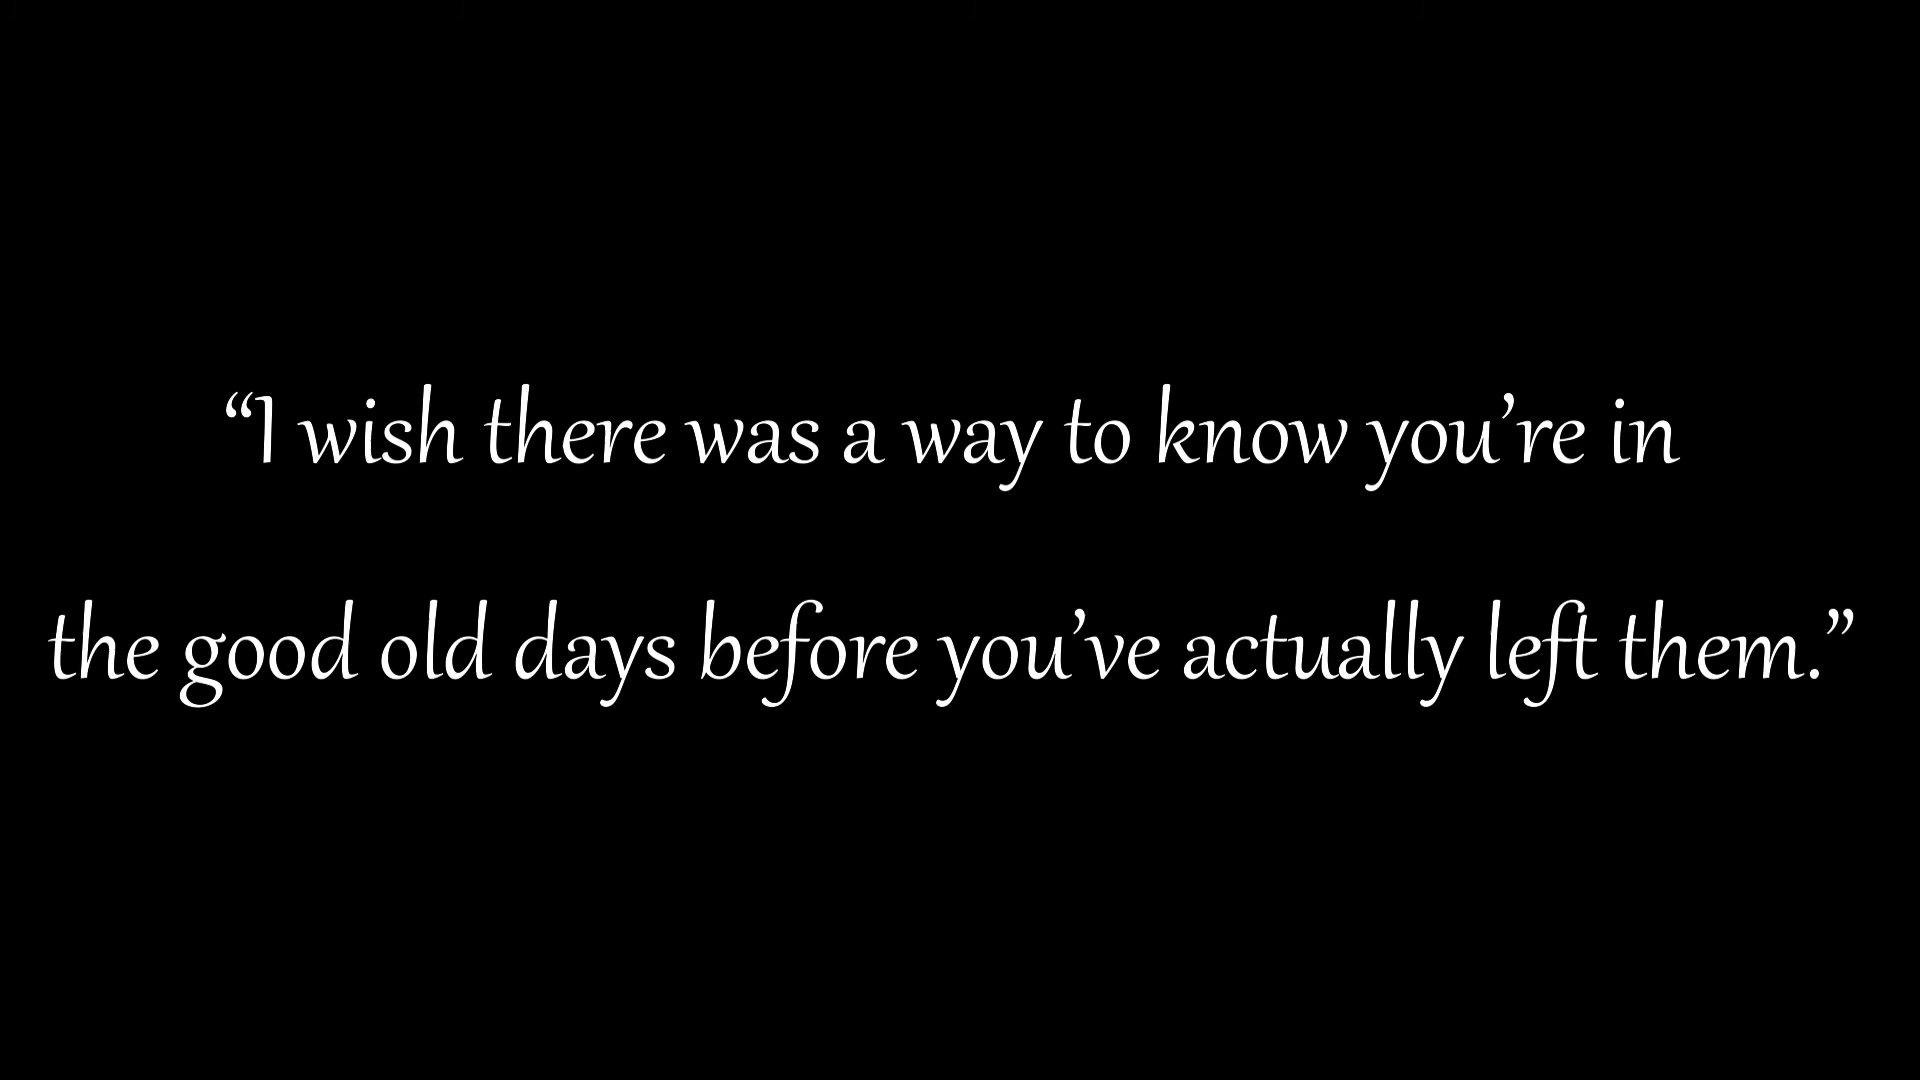 “I wish there was a way to know you’re in
the good old days before you’ve actually left them.”